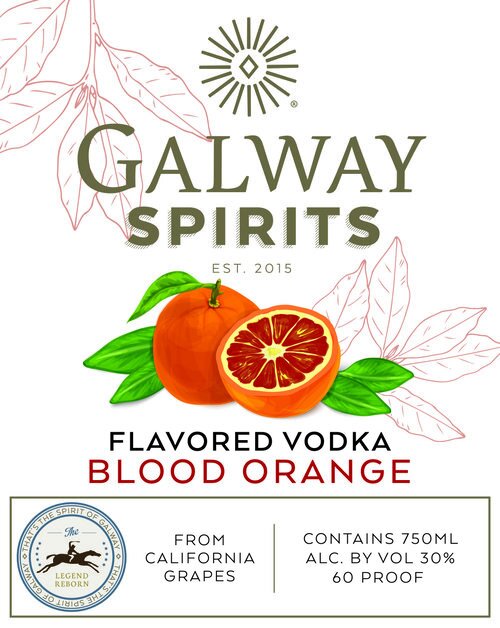 ®
GALWAY
SPIRITS
EST. 2015
FLAVORED VODKA
BLOOD ORANGE
THAT'S THE SPIRIT OF GALWAY ◇ THAT'S THE SPIRIT OF GALWAY ◇
The
LEGEND
REBORN
FROM
CALIFORNIA
GRAPES
CONTAINS 750ML
ALC. BY VOL 30%
60 PROOF